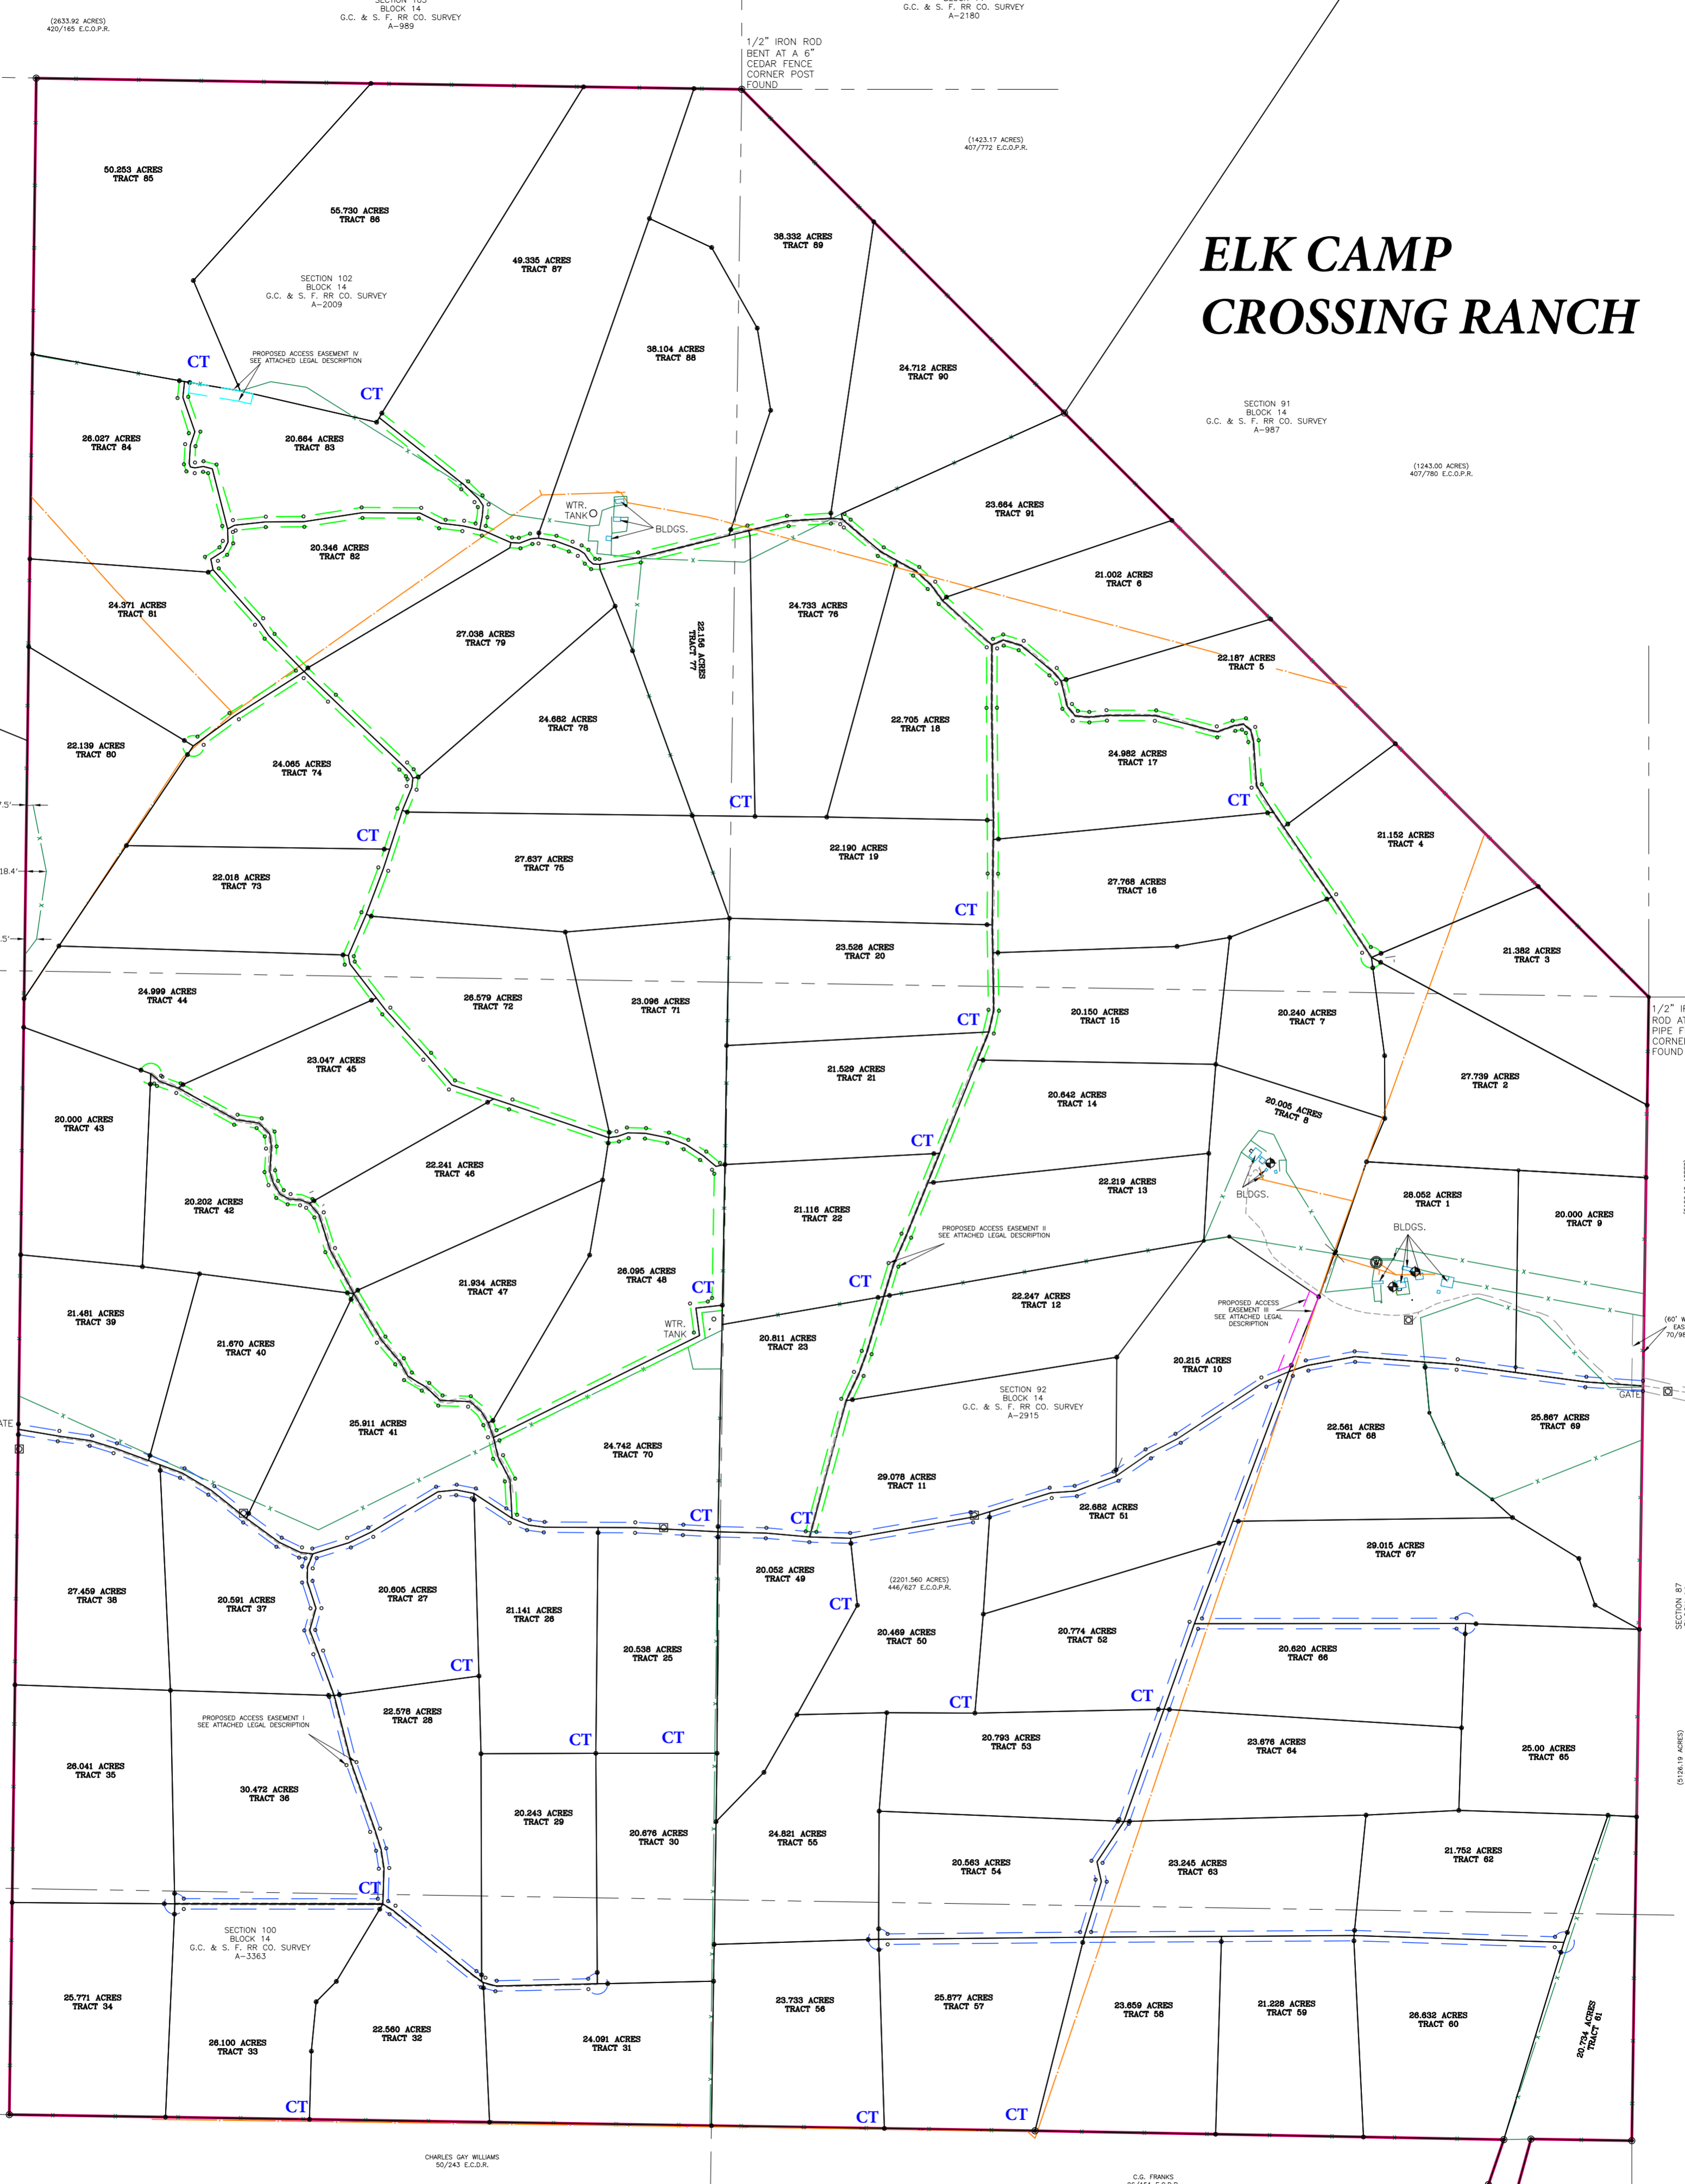 (2633.92 ACRES)
420/165 E.C.O.P.R.
SECTION 103
BLOCK 14
G.C. & S. F. RR CO. SURVEY
A-989
G.C. & S. F. RR CO. SURVEY
A-2180
1/2" IRON ROD
BENT AT A 6"
CEDAR FENCE
CORNER POST
FOUND
(1423.17 ACRES)
407/772 E.C.O.P.R.
ELK CAMP
CROSSING RANCH
50.253 ACRES
TRACT 85
55.730 ACRES
TRACT 86
49.335 ACRES
TRACT 87
38.332 ACRES
TRACT 89
SECTION 102
BLOCK 14
G.C. & S. F. RR CO. SURVEY
A-2009
38.104 ACRES
TRACT 88
24.712 ACRES
TRACT 90
SECTION 91
BLOCK 14
G.C. & S. F. RR CO. SURVEY
A-987
(1243.00 ACRES)
407/780 E.C.O.P.R.
PROPOSED ACCESS EASEMENT IV
SEE ATTACHED LEGAL DESCRIPTION
CT
CT
26.027 ACRES
TRACT 84
20.664 ACRES
TRACT 83
WTR.
TANK
BLDGS.
23.664 ACRES
TRACT 91
20.346 ACRES
TRACT 82
21.002 ACRES
TRACT 6
24.371 ACRES
TRACT 81
27.038 ACRES
TRACT 79
22.156 ACRES
TRACT 77
24.733 ACRES
TRACT 76
22.187 ACRES
TRACT 5
22.139 ACRES
TRACT 80
24.065 ACRES
TRACT 74
24.682 ACRES
TRACT 78
22.705 ACRES
TRACT 18
24.982 ACRES
TRACT 17
CT
CT
CT
7.5'
18.4'
.5'
22.018 ACRES
TRACT 73
27.637 ACRES
TRACT 75
22.190 ACRES
TRACT 19
27.768 ACRES
TRACT 16
21.152 ACRES
TRACT 4
CT
23.526 ACRES
TRACT 20
21.382 ACRES
TRACT 3
24.999 ACRES
TRACT 44
26.579 ACRES
TRACT 72
23.096 ACRES
TRACT 71
CT
20.150 ACRES
TRACT 15
20.240 ACRES
TRACT 7
1/2" IR
ROD AT
PIPE F
CORNER
FOUND
23.047 ACRES
TRACT 45
21.529 ACRES
TRACT 21
20.642 ACRES
TRACT 14
20.005 ACRES
TRACT 8
27.739 ACRES
TRACT 2
20.000 ACRES
TRACT 43
22.241 ACRES
TRACT 46
CT
22.219 ACRES
TRACT 13
BLDGS.
28.052 ACRES
TRACT 1
20.000 ACRES
TRACT 9
BLDGS.
20.202 ACRES
TRACT 42
21.116 ACRES
TRACT 22
PROPOSED ACCESS EASEMENT II
SEE ATTACHED LEGAL DESCRIPTION
21.934 ACRES
TRACT 47
26.095 ACRES
TRACT 48
CT
CT
22.247 ACRES
TRACT 12
PROPOSED ACCESS
EASEMENT III
SEE ATTACHED LEGAL
DESCRIPTION
(60' W
EAS
70/98
21.481 ACRES
TRACT 39
21.670 ACRES
TRACT 40
WTR.
TANK
20.811 ACRES
TRACT 23
20.215 ACRES
TRACT 10
SECTION 92
BLOCK 14
G.C. & S. F. RR CO. SURVEY
A-2915
GATE
ATE
25.911 ACRES
TRACT 41
24.742 ACRES
TRACT 70
29.078 ACRES
TRACT 11
22.561 ACRES
TRACT 68
25.867 ACRES
TRACT 69
22.682 ACRES
TRACT 51
CT
CT
29.015 ACRES
TRACT 67
27.459 ACRES
TRACT 38
20.591 ACRES
TRACT 37
20.605 ACRES
TRACT 27
21.141 ACRES
TRACT 26
20.052 ACRES
TRACT 49
(2201.560 ACRES)
446/627 E.C.O.P.R.
CT
SECTION 87
20.538 ACRES
TRACT 25
20.469 ACRES
TRACT 50
20.774 ACRES
TRACT 52
20.620 ACRES
TRACT 66
CT
22.578 ACRES
TRACT 28
PROPOSED ACCESS EASEMENT I
SEE ATTACHED LEGAL DESCRIPTION
CT
CT
CT
CT
20.793 ACRES
TRACT 53
23.676 ACRES
TRACT 64
25.00 ACRES
TRACT 65
(5126.19 ACRES)
26.041 ACRES
TRACT 35
30.472 ACRES
TRACT 36
20.243 ACRES
TRACT 29
20.676 ACRES
TRACT 30
24.821 ACRES
TRACT 55
20.563 ACRES
TRACT 54
23.245 ACRES
TRACT 63
21.752 ACRES
TRACT 62
CT
SECTION 100
BLOCK 14
G.C. & S. F. RR CO. SURVEY
A-3363
25.771 ACRES
TRACT 34
26.100 ACRES
TRACT 33
22.560 ACRES
TRACT 32
24.091 ACRES
TRACT 31
23.733 ACRES
TRACT 56
25.877 ACRES
TRACT 57
23.659 ACRES
TRACT 58
21.228 ACRES
TRACT 59
26.632 ACRES
TRACT 60
20.734 ACRES
TRACT 61
CT
CT
CT
CHARLES GAY WILLIAMS
50/243 E.C.D.R.
C.G. FRANKS